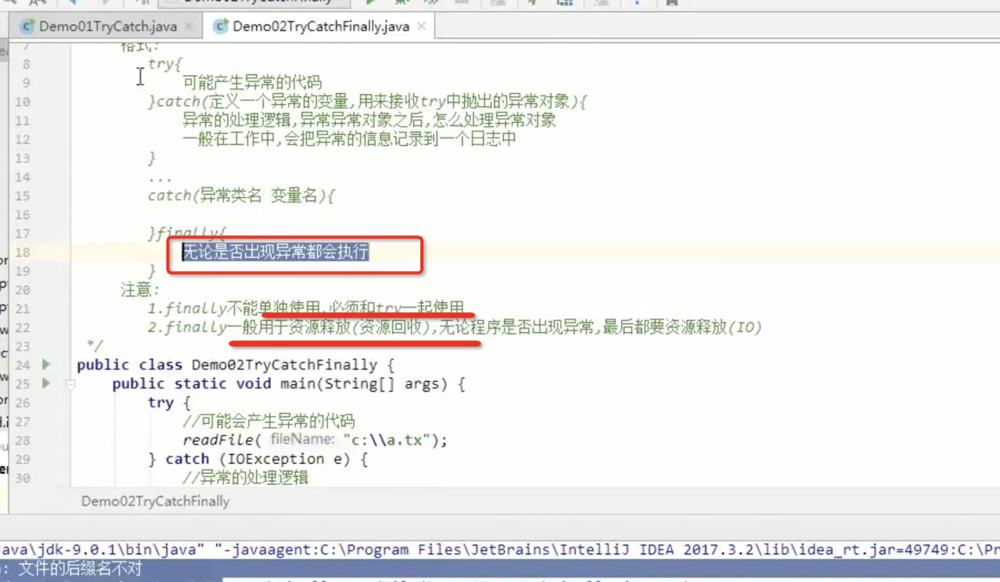 Demo01TryCatch.java × Demo02TryCatchFinally.java ×
7 格式:
8 try{
9 可能产生异常的代码
10 }catch(定义一个异常的变量,用来接收try中抛出的异常对象){
11 异常的处理逻辑,异常异常对象之后,怎么处理异常对象
12 一般在工作中,会把异常的信息记录到一个日志中
13 }
14 ...
15 catch(异常类名 变量名){
16
17 }finally{
18 无论是否出现异常都会执行
19 }
20 注意:
21 1.finally不能单独使用,必须和try一起使用
22 2.finally一般用于资源释放(资源回收),无论程序是否出现异常,最后都要资源释放(IO)
23 */
24 public class Demo02TryCatchFinally {
25 public static void main(String[] args) {
26 try {
27 //可能会产生异常的代码
28 readFile( fileName: "c:\\a.tx");
29 } catch (IOException e) {
30 //异常的处理逻辑
Demo02TryCatchFinally
ava\jdk-9.0.1\bin\java" "-javaagent:C:\Program Files\JetBrains\IntelliJ IDEA 2017.3.2\lib\idea_rt.jar=49749:C:\Pr
: 文件的后缀名不对